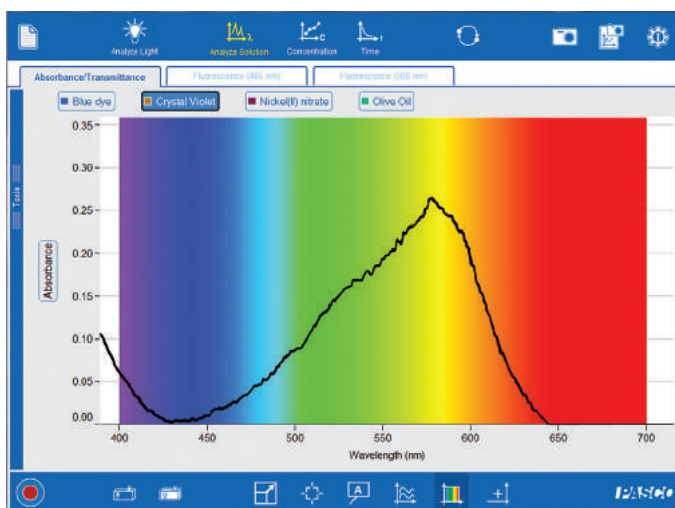 Analyze Light
Analyze Solution
Concentration
Time
Absorbance/Transmittance
Fluorescence (405 nm)
Fluorescence (500 nm)
Blue dye
Crystal Violet
Nickel(II) nitrate
Olive Oil
Tools
Absorbance
0.35
0.30
0.25
0.20
0.15
0.10
0.05
0.00
400 450 500 550 600 650 700
Wavelength (nm)
A
PASCO